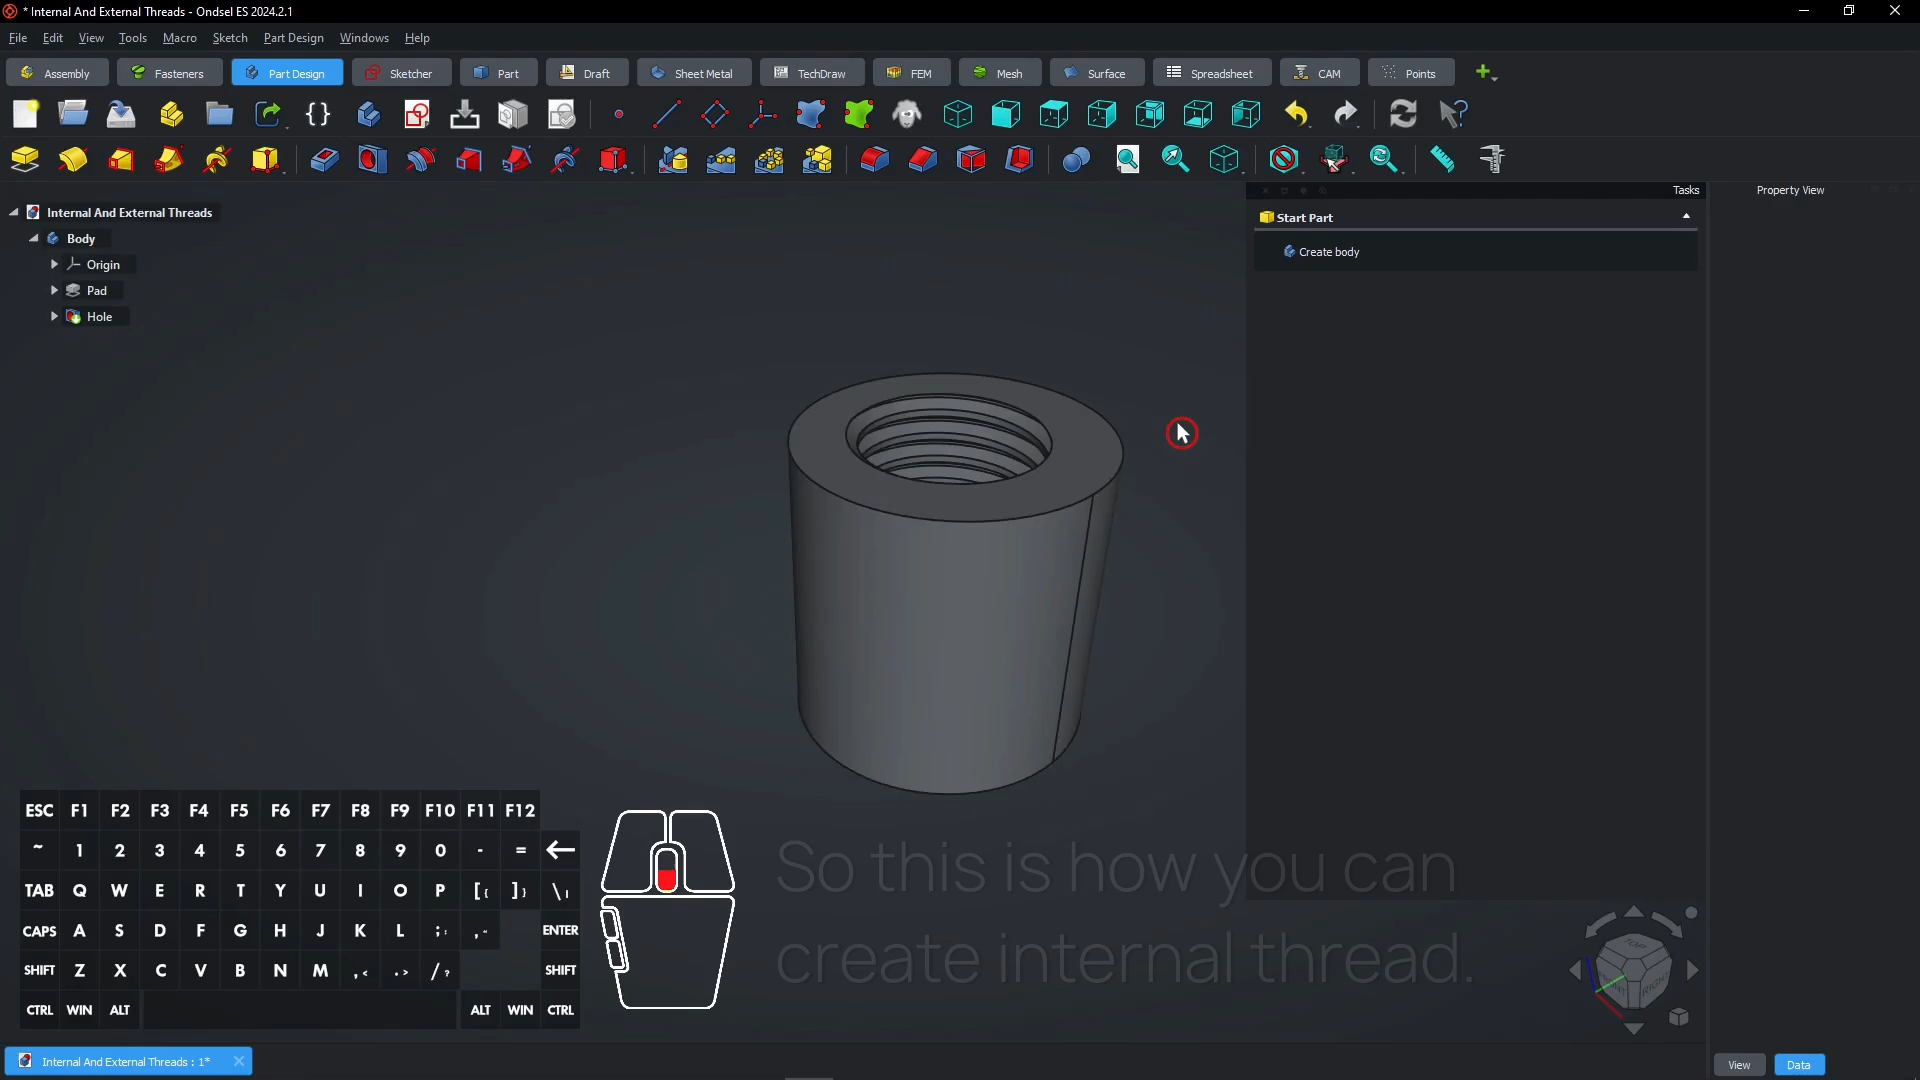 * Internal And External Threads - Ondsel ES 2024.2.1
File Edit View Tools Macro Sketch Part Design Windows Help
Assembly Fasteners Part Design Sketcher Part Draft Sheet Metal TechDraw FEM Mesh Surface Spreadsheet CAM Points
Tasks
Property View
Internal And External Threads
Body
Origin
Pad
Hole
Start Part
Create body
ESC F1 F2 F3 F4 F5 F6 F7 F8 F9 F10 F11 F12
~ 1 2 3 4 5 6 7 8 9 0 - =
TAB Q W E R T Y U I O P [{ ]} \|
CAPS A S D F G H J K L ;: ,“ ENTER
SHIFT Z X C V B N M ,< .> /? SHIFT
CTRL WIN ALT ALT WIN CTRL
So this is how you can
create internal thread.
TOP
RIGHT
Internal And External Threads : 1*
View Data